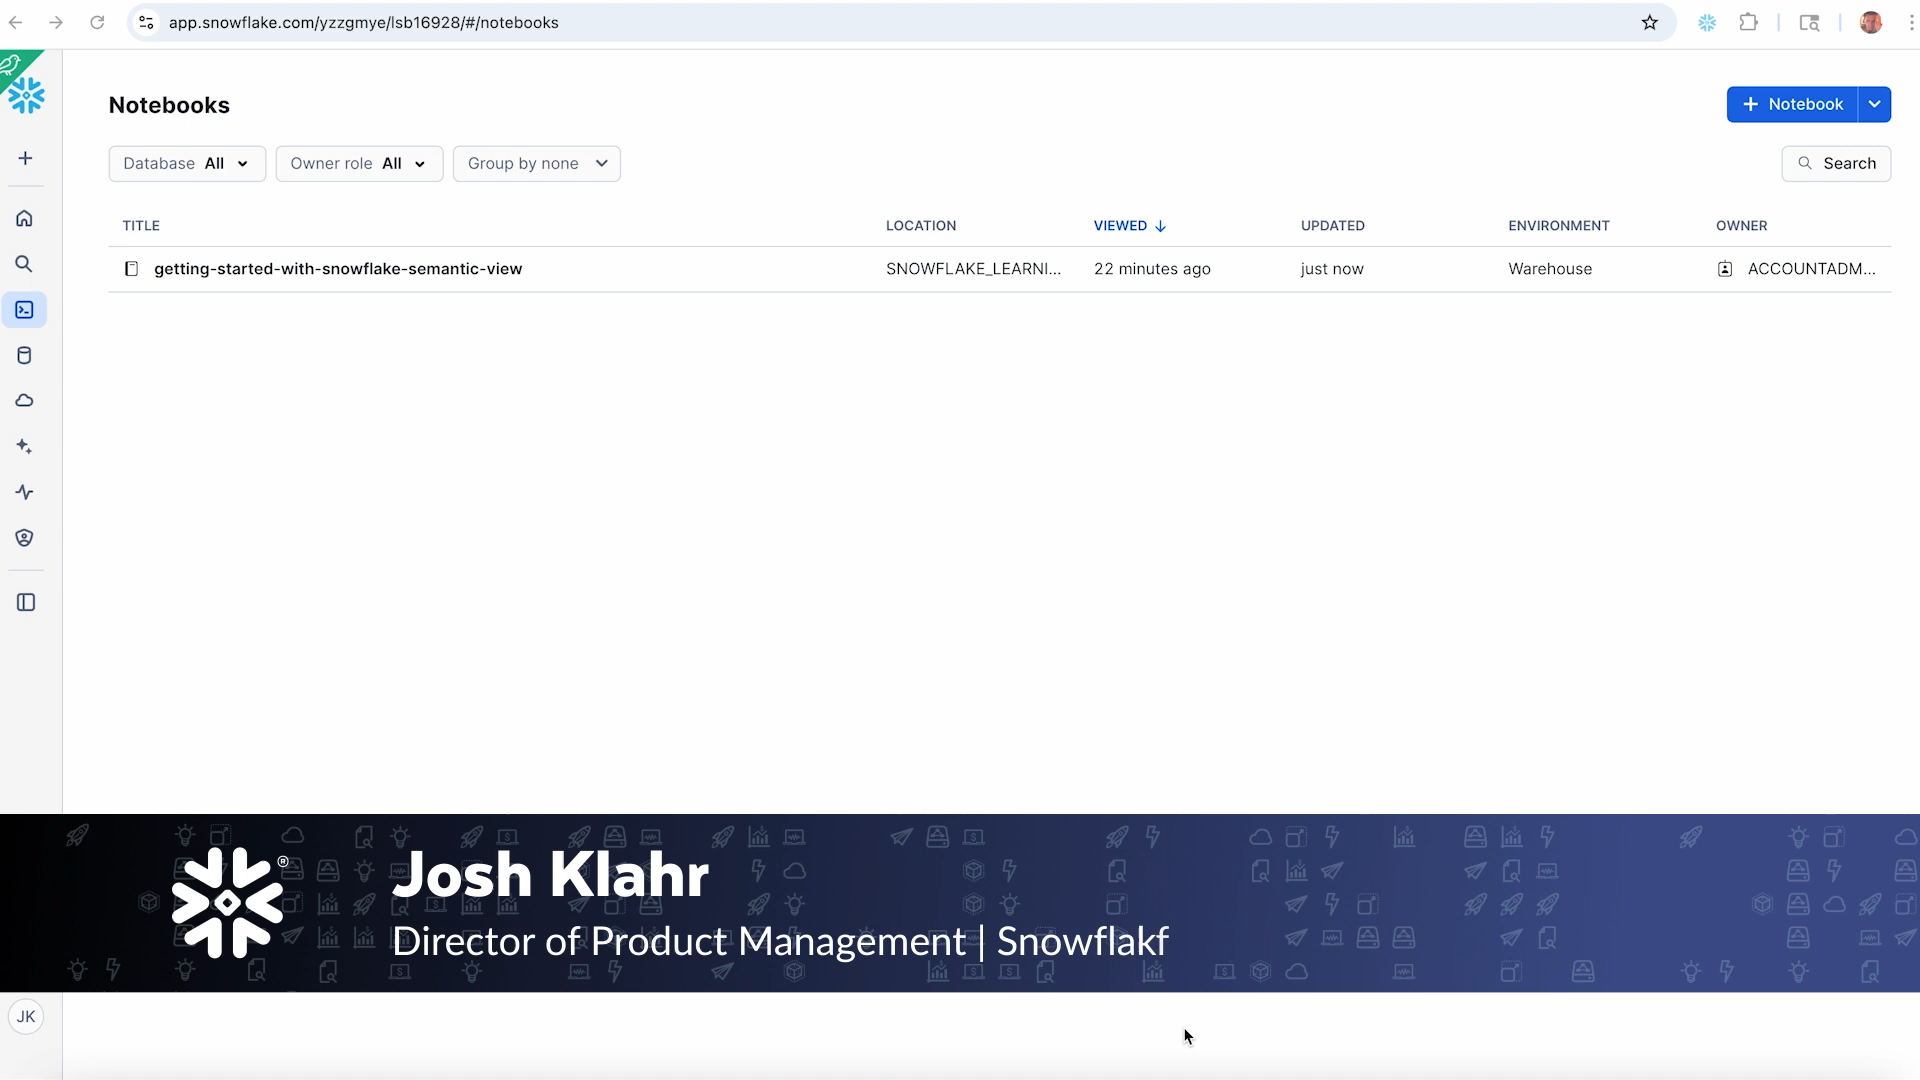 app.snowflake.com/yzzgmye/lsb16928/#/notebooks
Notebooks
+ Notebook
Database All
Owner role All
Group by none
Search
TITLE LOCATION VIEWED UPDATED ENVIRONMENT OWNER
getting-started-with-snowflake-semantic-view SNOWFLAKE_LEARNI... 22 minutes ago just now Warehouse ACCOUNTADM...
Josh Klahr
Director of Product Management | Snowflakf
JK